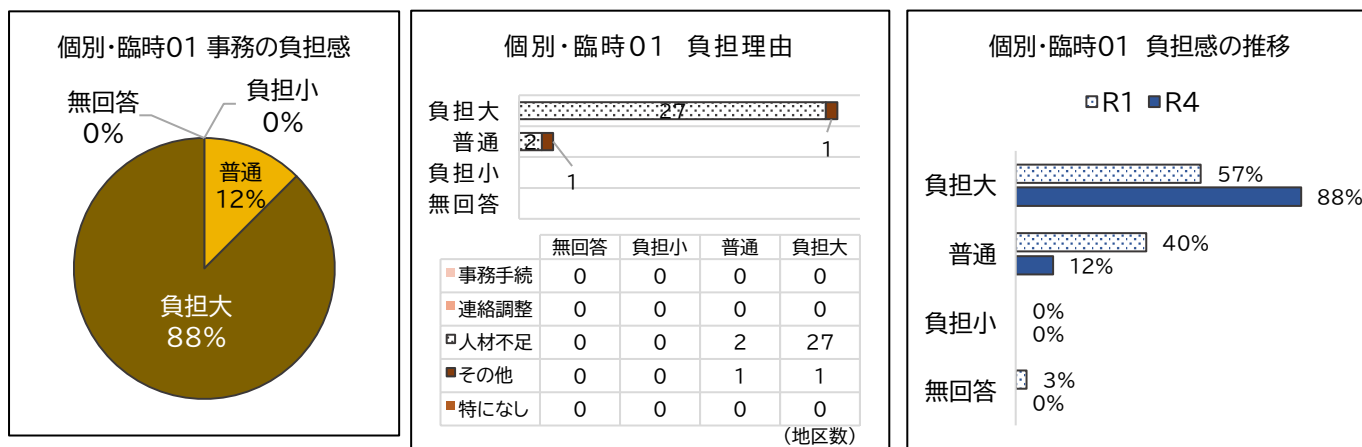 個別・臨時01 事務の負担感
無回答
0%
負担小
0%
普通
12%
負担大
88%
個別・臨時01 負担理由
負担大
27
1
普通
2
1
負担小
無回答
無回答 負担小 普通 負担大
事務手続 0 0 0 0
連絡調整 0 0 0 0
人材不足 0 0 2 27
その他 0 0 1 1
特になし 0 0 0 0
(地区数)
個別・臨時01 負担感の推移
R1 R4
負担大
57%
88%
普通
40%
12%
負担小
0%
0%
無回答
3%
0%